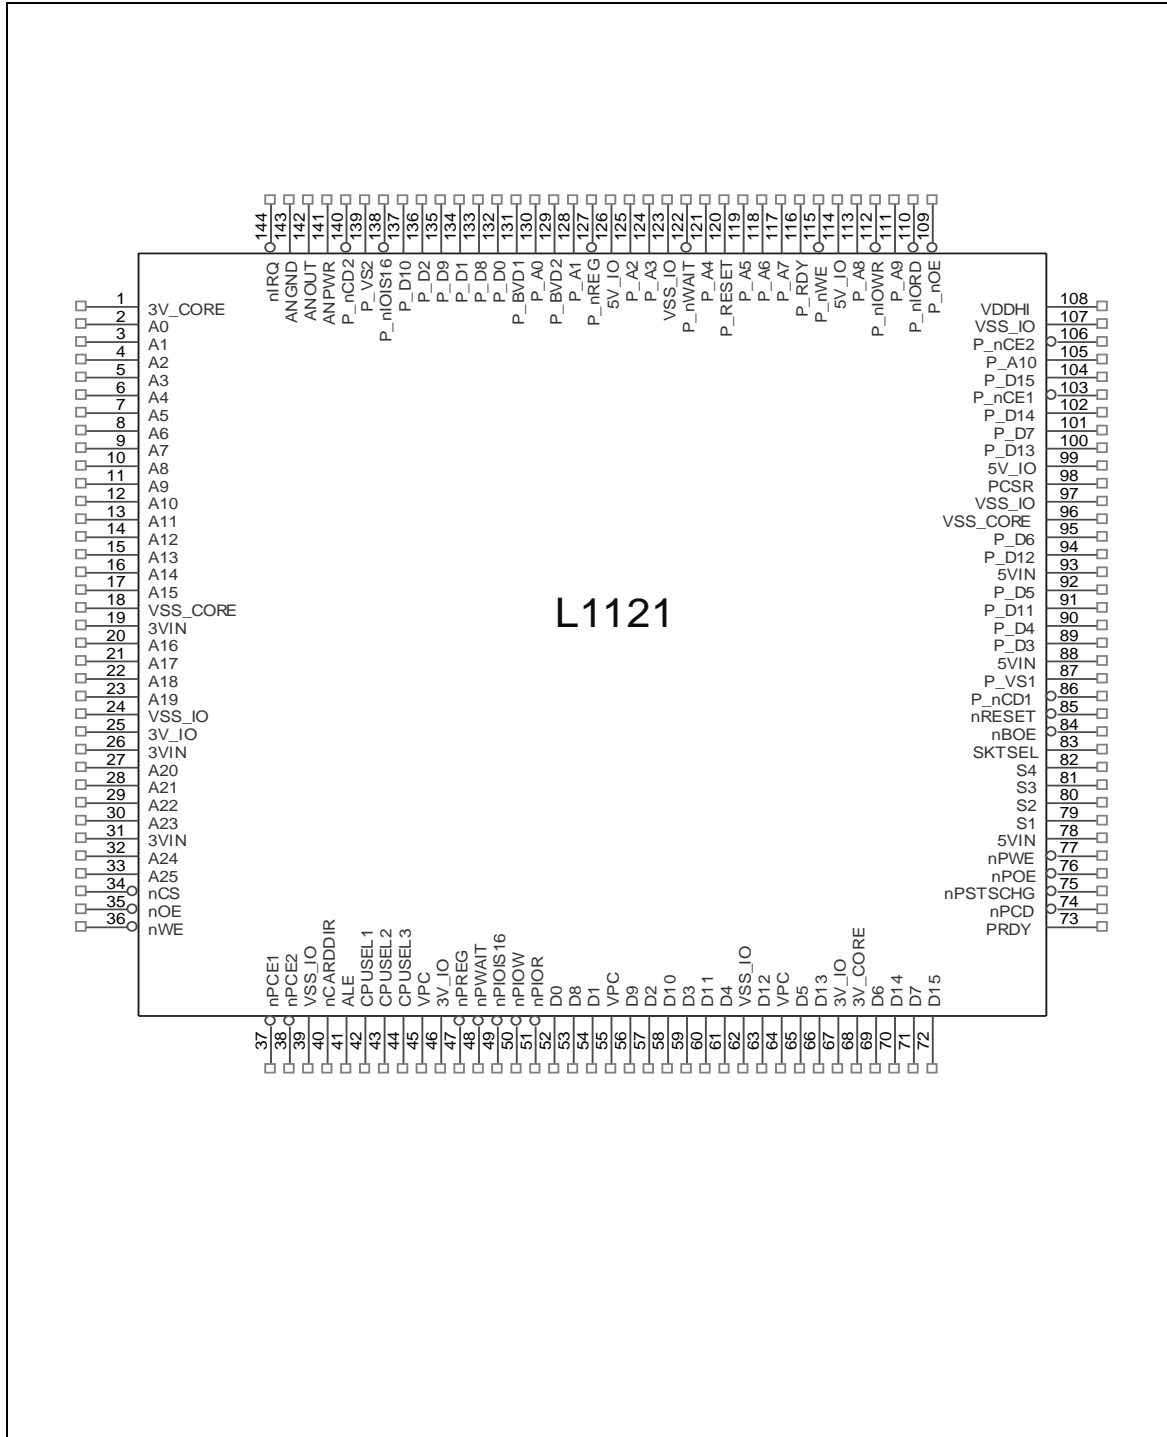 144 nIRQ
143 ANGND
142 ANOUT
141 ANPWR
140 P_nCD2
139 P_VS2
138 P_nIOIS16
137 P_D10
136 P_D2
135 P_D9
134 P_D1
133 P_D8
132 P_D0
131 P_BVD1
130 P_A0
129 P_BVD2
128 P_A1
127 P_nREG
126 5V_IO
125 P_A2
124 P_A3
123 VSS_IO
122 P_nWAIT
121 P_A4
120 P_RESET
119 P_A5
118 P_A6
117 P_A7
116 P_RDY
115 P_nWE
114 5V_IO
113 P_A8
112 P_nIOWR
111 P_A9
110 P_nIORD
109 P_nOE
1 3V_CORE
2 A0
3 A1
4 A2
5 A3
6 A4
7 A5
8 A6
9 A7
10 A8
11 A9
12 A10
13 A11
14 A12
15 A13
16 A14
17 A15
18 VSS_CORE
19 3VIN
20 A16
21 A17
22 A18
23 A19
24 VSS_IO
25 3V_IO
26 3VIN
27 A20
28 A21
29 A22
30 A23
31 3VIN
32 A24
33 A25
34 nCS
35 nOE
36 nWE
L1121
VDDHI 108
VSS_IO 107
P_nCE2 106
P_A10 105
P_D15 104
P_nCE1 103
P_D14 102
P_D7 101
P_D13 100
5V_IO 99
PCSR 98
VSS_IO 97
VSS_CORE 96
P_D6 95
P_D12 94
5VIN 93
P_D5 92
P_D11 91
P_D4 90
P_D3 89
5VIN 88
P_VS1 87
P_nCD1 86
nRESET 85
nBOE 84
SKTSEL 83
S4 82
S3 81
S2 80
S1 79
5VIN 78
nPWE 77
nPOE 76
nPSTSCHG 75
nPCD 74
PRDY 73
nPCE1 37
nPCE2 38
VSS_IO 39
nCARDDIR 40
ALE 41
CPUSEL1 42
CPUSEL2 43
CPUSEL3 44
VPC 45
3V_IO 46
nPREG 47
nPWAIT 48
nPIOIS16 49
nPIOW 50
nPIOR 51
D0 52
D8 53
D1 54
VPC 55
D9 56
D2 57
D10 58
D3 59
D11 60
D4 61
VSS_IO 62
D12 63
VPC 64
D5 65
D13 66
3V_IO 67
3V_CORE 68
D6 69
D14 70
D7 71
D15 72